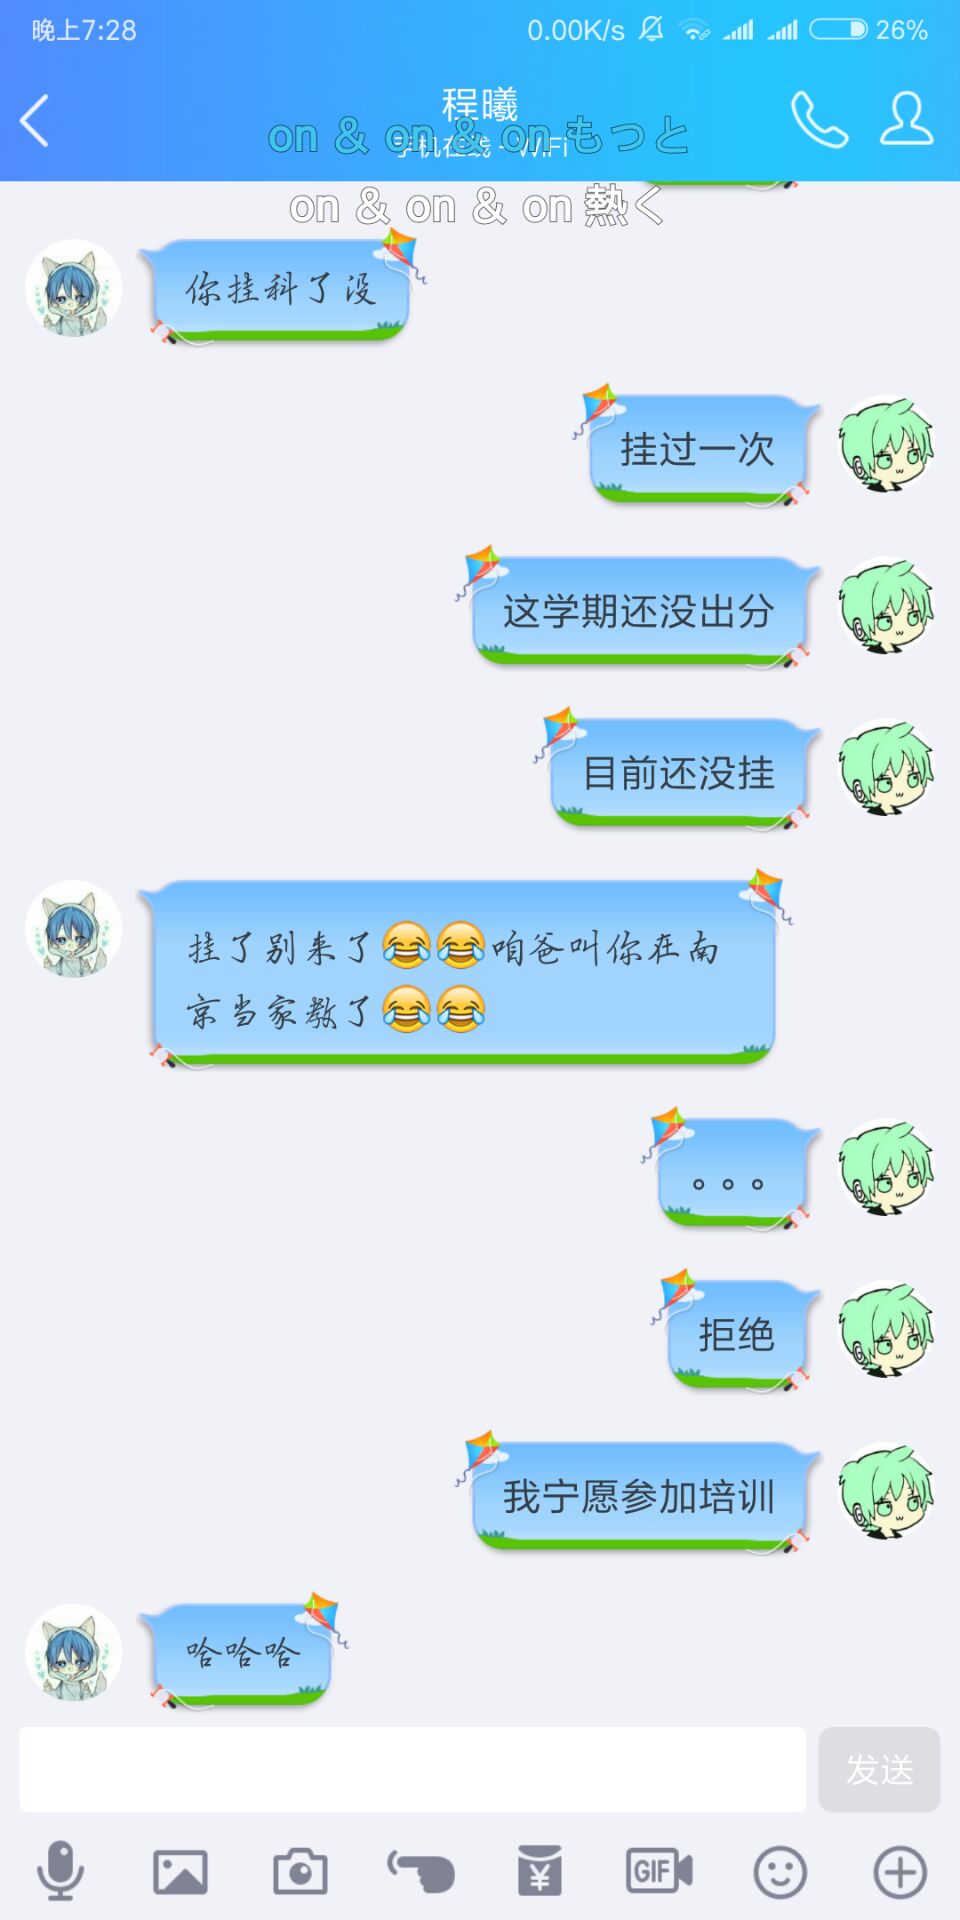 晚上7:28
0.00K/s
26%
程曦
on & on & on もっと
手机在线 - WiFi
on & on & on 熱く
你挂科了没
挂过一次
这学期还没出分
目前还没挂
挂了别来了😂😂咱爸叫你在南
京当家教了😂😂
。。。
拒绝
我宁愿参加培训
哈哈哈
发送
¥
GIF